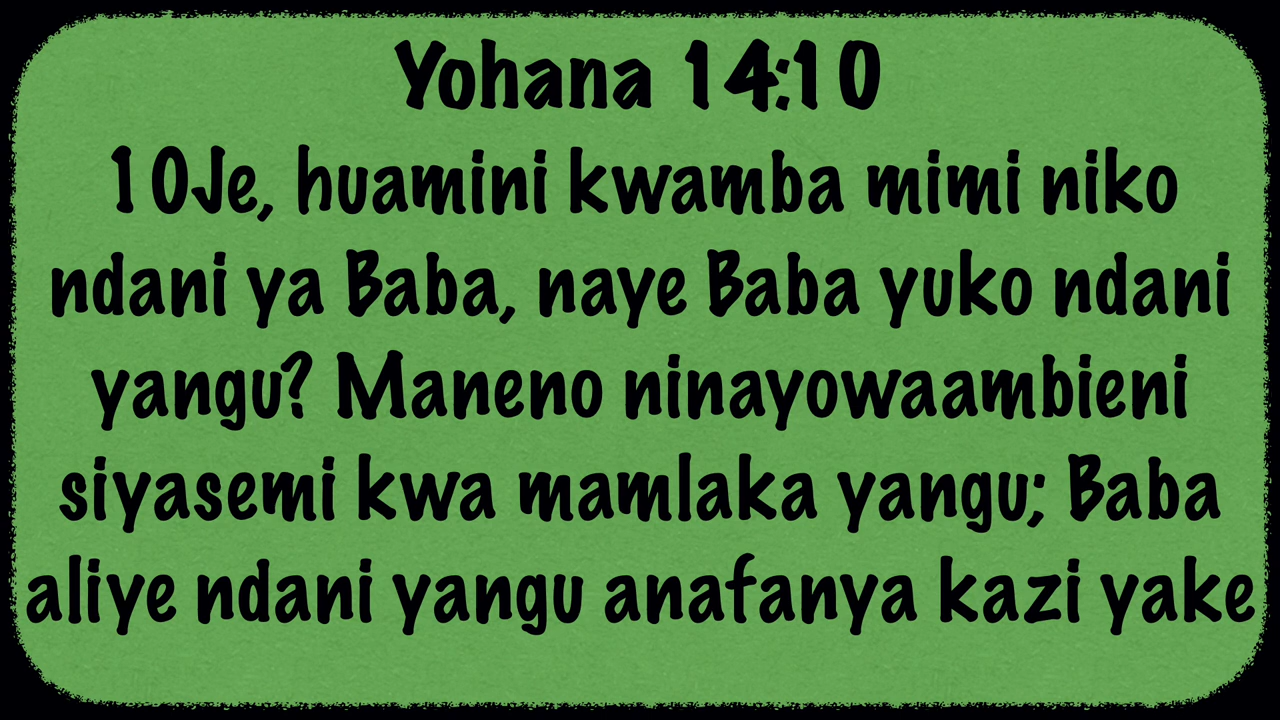 Yohana 14:10
10Je, huamini kwamba mimi niko
ndani ya Baba, naye Baba yuko ndani
yangu? Maneno ninayowaambieni
siyasemi kwa mamlaka yangu; Baba
aliye ndani yangu anafanya kazi yake